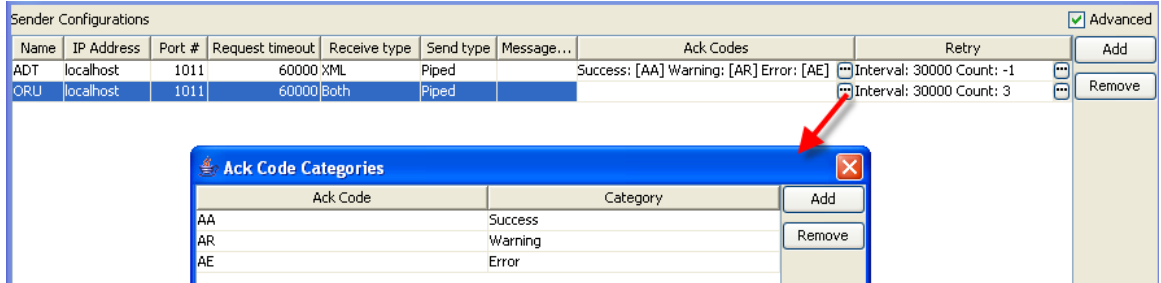 Sender Configurations Advanced
Name IP Address Port # Request timeout Receive type Send type Message... Ack Codes Retry Add
ADT localhost 1011 60000 XML Piped Success: [AA] Warning: [AR] Error: [AE] Interval: 30000 Count: -1
ORU localhost 1011 60000 Both Piped Interval: 30000 Count: 3 Remove
Ack Code Categories
Ack Code Category Add
AA Success
AR Warning Remove
AE Error